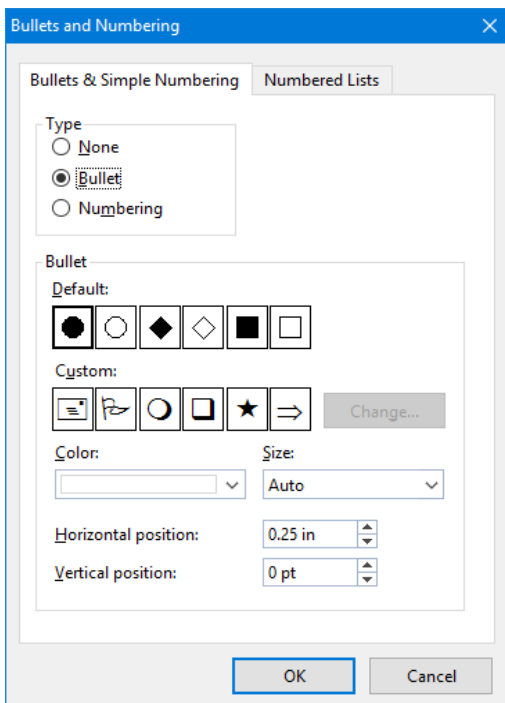 Bullets and Numbering
Bullets & Simple Numbering Numbered Lists
Type
None
Bullet
Numbering
Bullet
Default:
Custom:
Change...
Color: Size:
Auto
Horizontal position: 0.25 in
Vertical position: 0 pt
OK Cancel